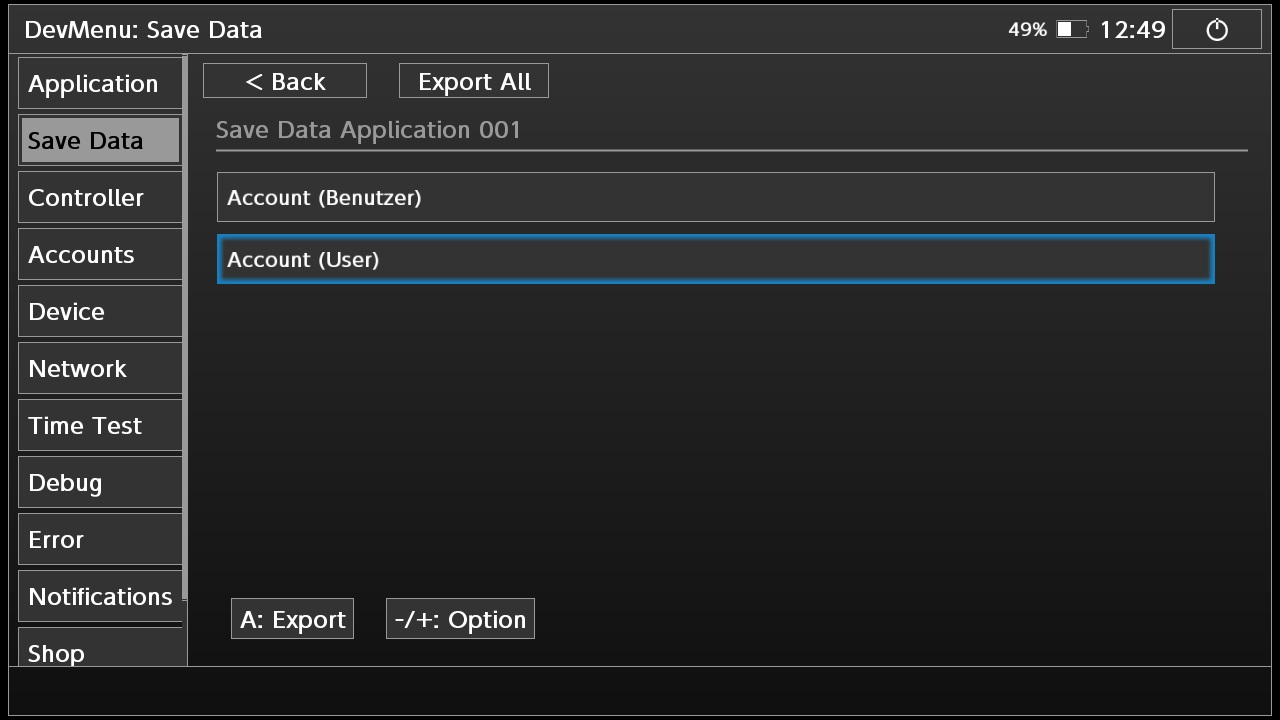 DevMenu: Save Data
49%
12:49
Application
Save Data
Controller
Accounts
Device
Network
Time Test
Debug
Error
Notifications
Shop
< Back
Export All
Save Data Application 001
Account (Benutzer)
Account (User)
A: Export
-/+: Option